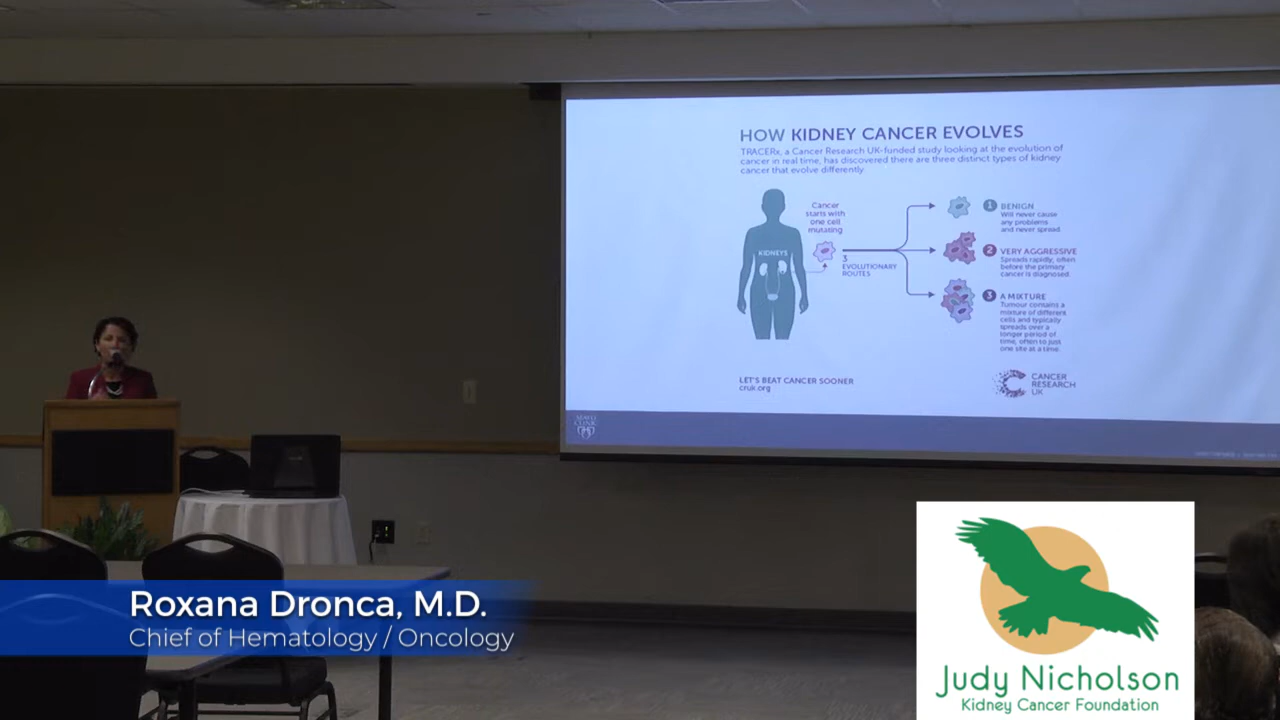 HOW KIDNEY CANCER EVOLVES
TRACERx, a Cancer Research UK-funded study looking at the evolution of
cancer in real time, has discovered there are three distinct types of kidney
cancer that evolve differently
Cancer
starts with
one cell
mutating
KIDNEYS
3
EVOLUTIONARY
ROUTES
1 BENIGN
Will never cause
any problems
and never spread
2 VERY AGGRESSIVE
Spreads rapidly, often
before the primary
cancer is diagnosed
3 A MIXTURE
Tumour contains a
mixture of different
cells and typically
spreads over a
longer period of
time, often to just
one site at a time.
LET'S BEAT CANCER SOONER
cruk.org
CANCER
RESEARCH
UK
MAYO
CLINIC
Roxana Dronca, M.D.
Chief of Hematology / Oncology
Judy Nicholson
Kidney Cancer Foundation